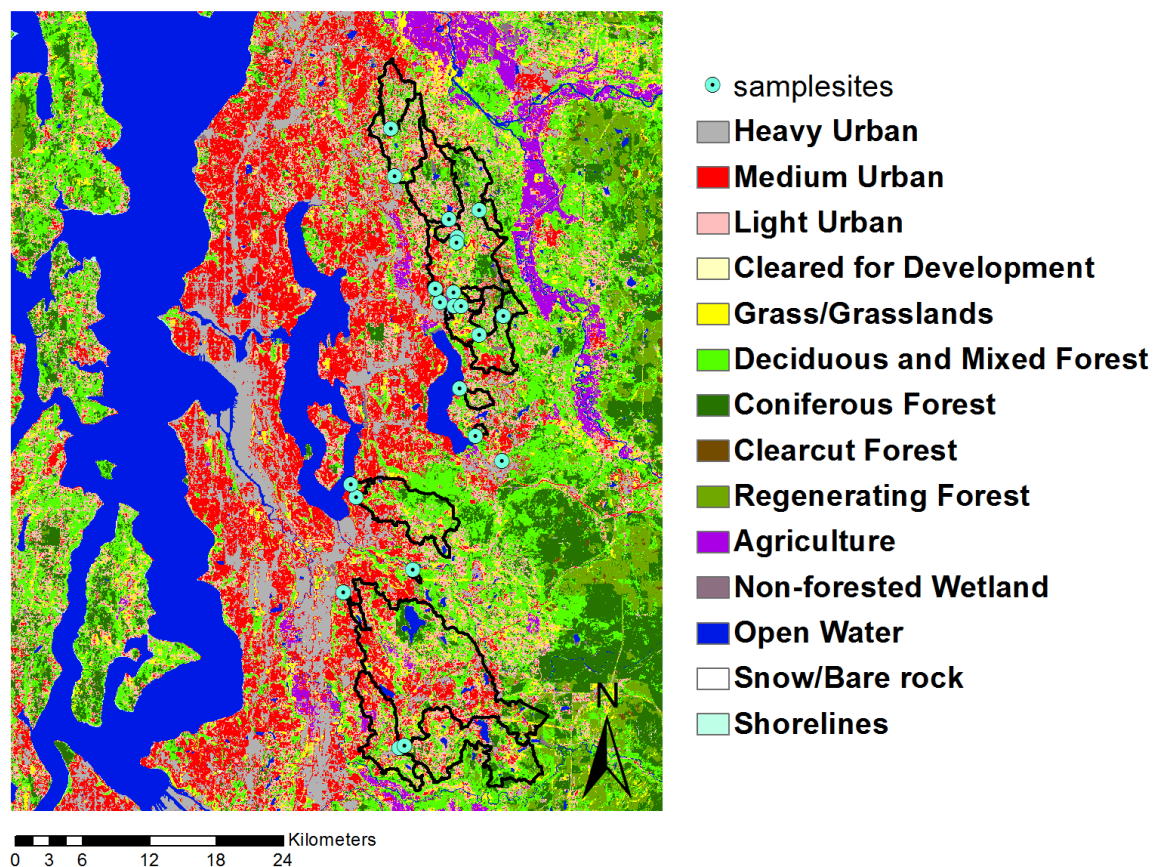 samplesites
Heavy Urban
Medium Urban
Light Urban
Cleared for Development
Grass/Grasslands
Deciduous and Mixed Forest
Coniferous Forest
Clearcut Forest
Regenerating Forest
Agriculture
Non-forested Wetland
Open Water
Snow/Bare rock
Shorelines
N
Kilometers
0 3 6 12 18 24